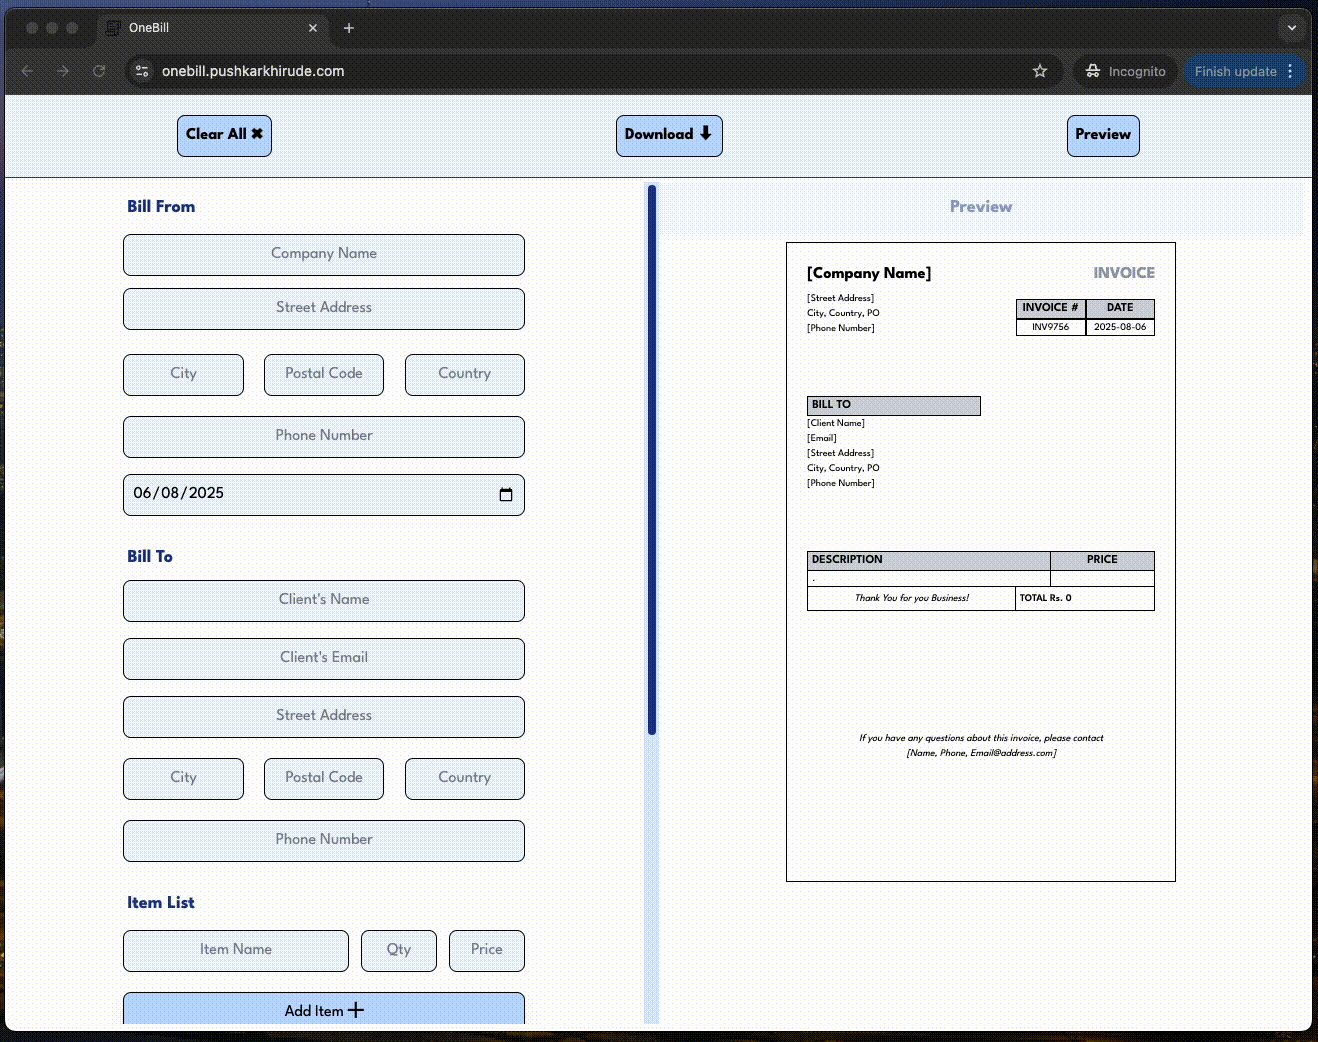 OneBill
onebill.pushkarkhirude.com
Incognito
Finish update
Clear All ✖
Download ⬇
Preview
Bill From
Company Name
Street Address
City Postal Code Country
Phone Number
06/08/2025
Bill To
Client's Name
Client's Email
Street Address
City Postal Code Country
Phone Number
Item List
Item Name Qty Price
Add Item +
Preview
[Company Name] INVOICE
[Street Address]
City, Country, PO
[Phone Number]
INVOICE # DATE
INV9756 2025-08-06
BILL TO
[Client Name]
[Email]
[Street Address]
City, Country, PO
[Phone Number]
DESCRIPTION PRICE
.
Thank You for you Business! TOTAL Rs. 0
If you have any questions about this invoice, please contact
[Name, Phone, Email@address.com]